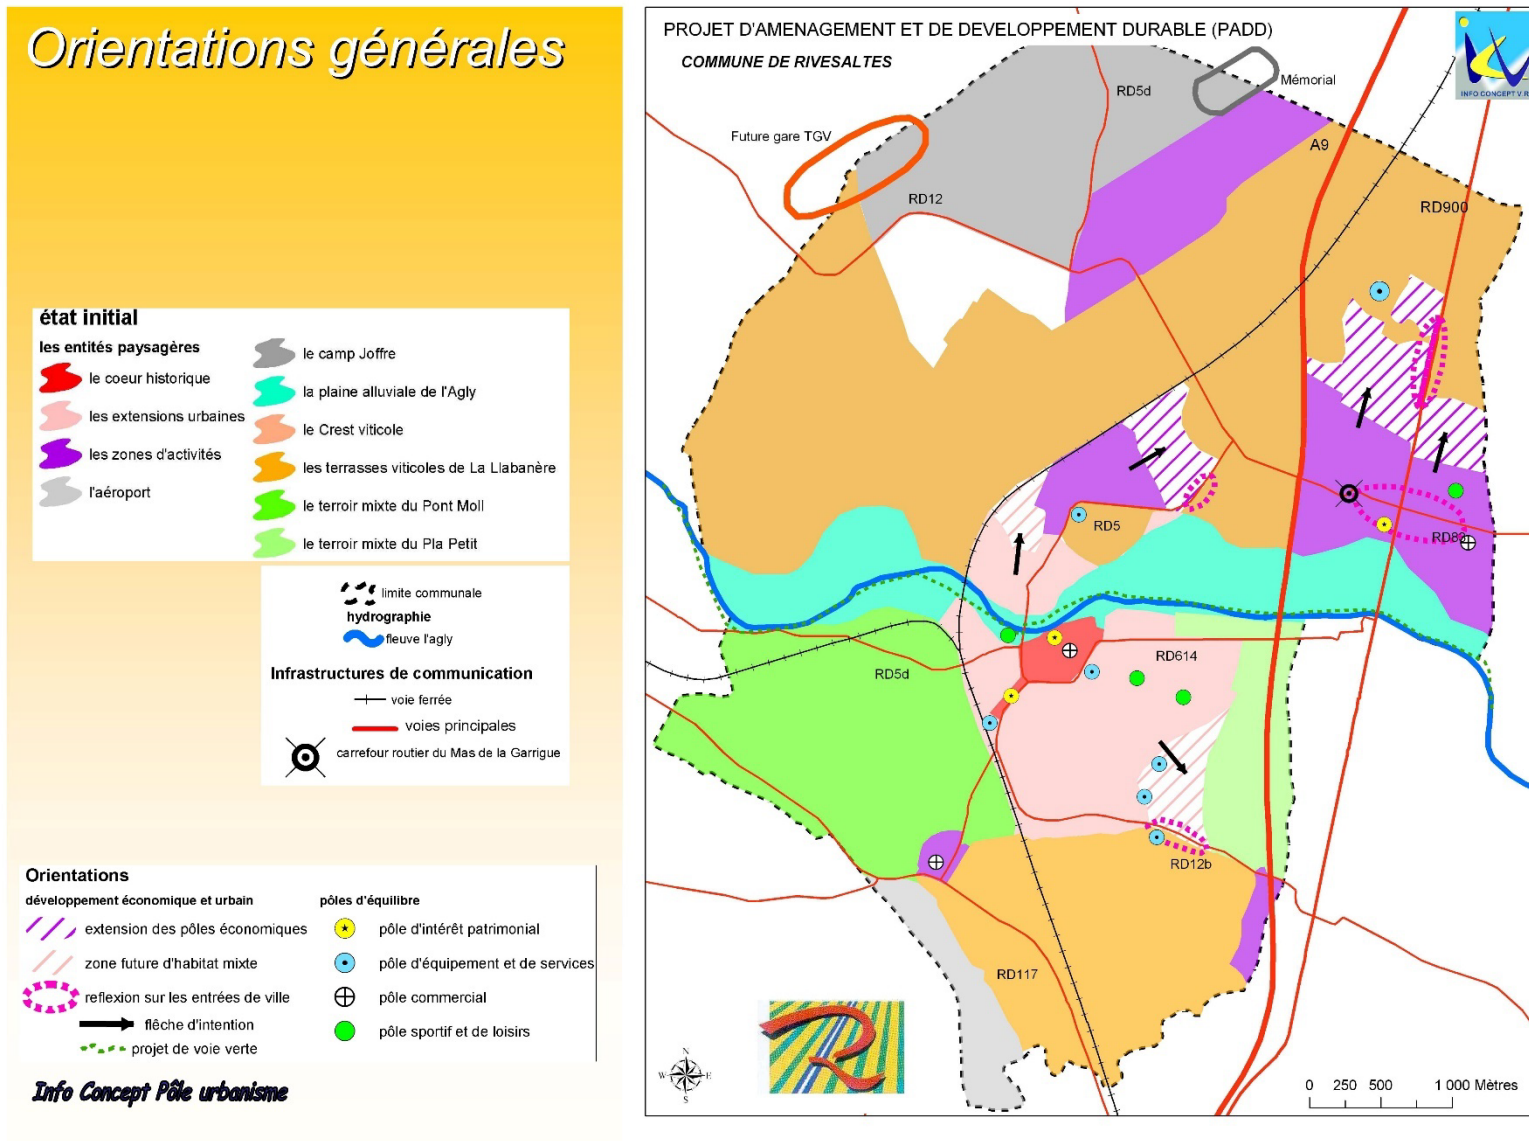 Orientations générales
état initial
les entités paysagères
le coeur historique
les extensions urbaines
les zones d'activités
l'aéroport
le camp Joffre
la plaine alluviale de l'Agly
le Crest viticole
les terrasses viticoles de La Llabanère
le terroir mixte du Pont Moll
le terroir mixte du Pla Petit
limite communale
hydrographie
fleuve l'agly
Infrastructures de communication
voie ferrée
voies principales
carrefour routier du Mas de la Garrigue
Orientations
développement économique et urbain
extension des pôles économiques
zone future d'habitat mixte
reflexion sur les entrées de ville
flêche d'intention
projet de voie verte
pôles d'équilibre
pôle d'intérêt patrimonial
pôle d'équipement et de services
pôle commercial
pôle sportif et de loisirs
Info Concept Pôle urbanisme
PROJET D'AMENAGEMENT ET DE DEVELOPPEMENT DURABLE (PADD)
COMMUNE DE RIVESALTES
INFO CONCEPT V.R
Mémorial
RD5d
Future gare TGV
A9
RD12
RD900
RD5
RD614
RD5d
RD12b
RD117
N
W E
S
0 250 500 1 000 Mètres